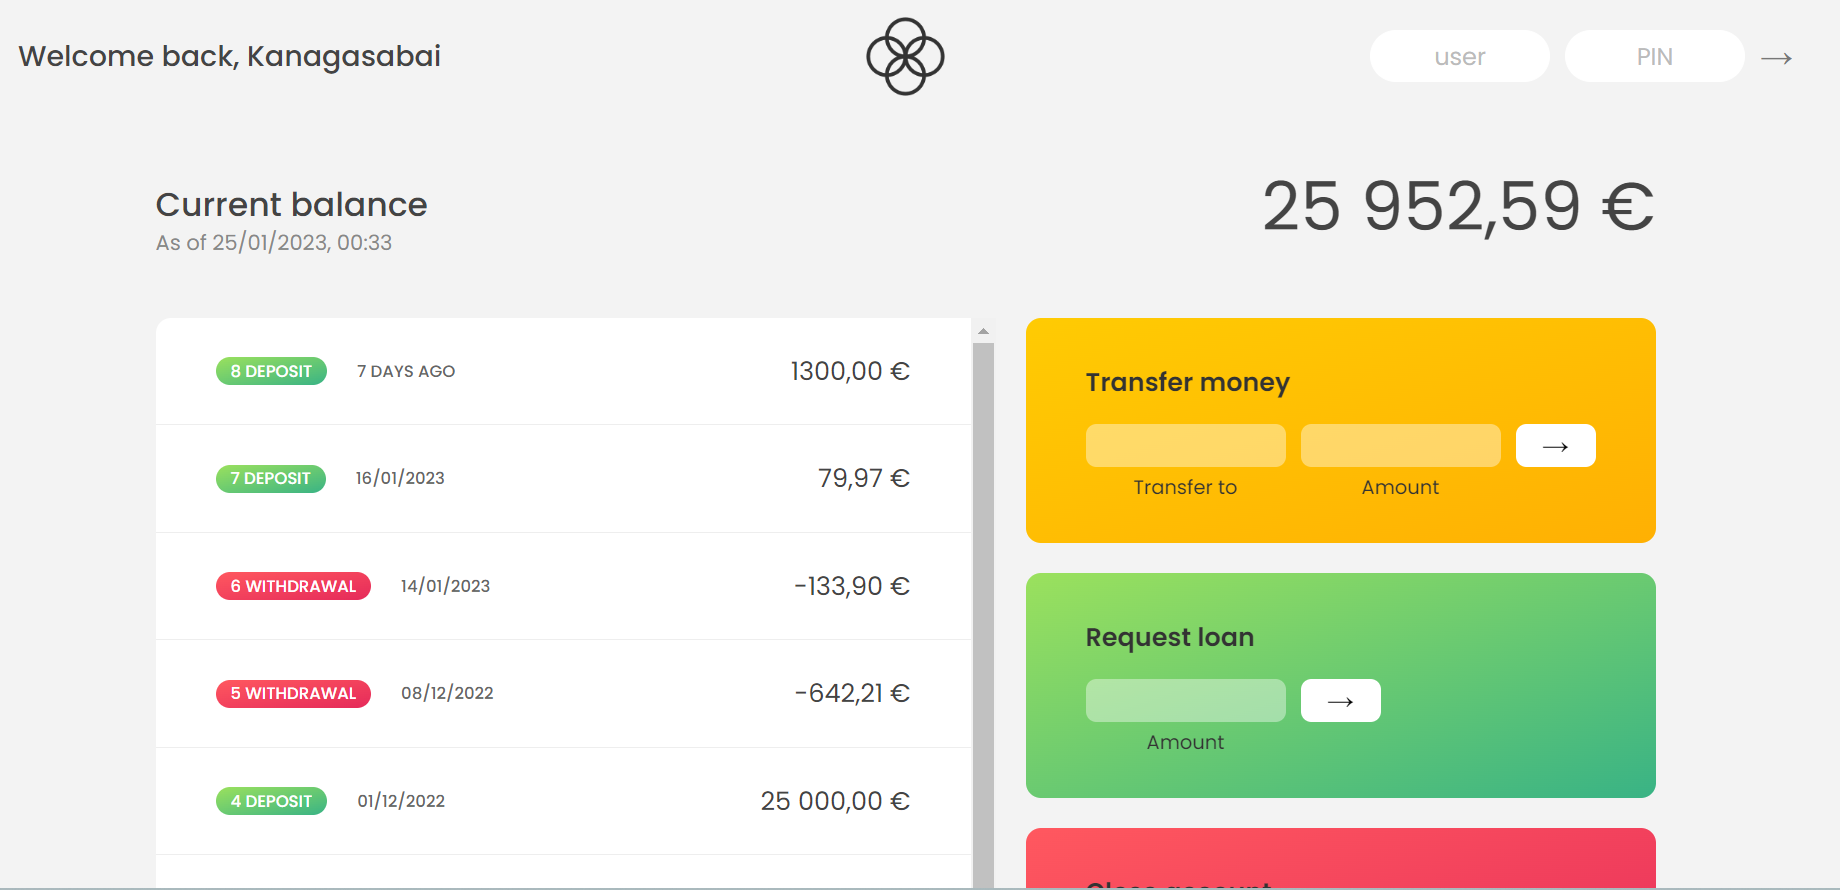 Welcome back, Kanagasabai
user
PIN
→
Current balance
25 952,59 €
As of 25/01/2023, 00:33
8 DEPOSIT 7 DAYS AGO 1300,00 €
7 DEPOSIT 16/01/2023 79,97 €
6 WITHDRAWAL 14/01/2023 -133,90 €
5 WITHDRAWAL 08/12/2022 -642,21 €
4 DEPOSIT 01/12/2022 25 000,00 €
Transfer money
→
Transfer to
Amount
Request loan
→
Amount
Close account